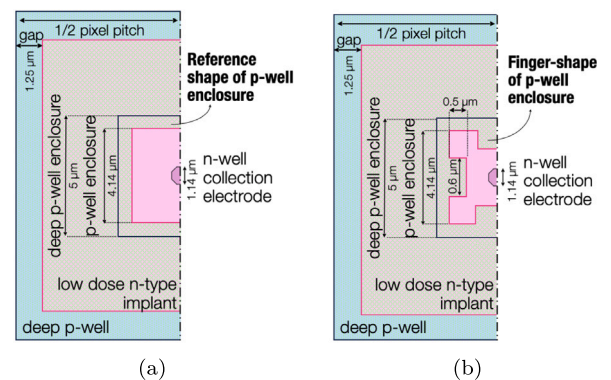 1/2 pixel pitch
gap
1.25 µm
Reference
shape of p-well
enclosure
deep p-well enclosure
5 µm
p-well enclosure
4.14 µm
1.14 µm
n-well
collection
electrode
low dose n-type
implant
deep p-well
(a)
1/2 pixel pitch
gap
1.25 µm
Finger-shape
of p-well
enclosure
0.5 µm
deep p-well enclosure
5 µm
p-well enclosure
4.14 µm
0.6 µm
1.14 µm
n-well
collection
electrode
low dose n-type
implant
deep p-well
(b)